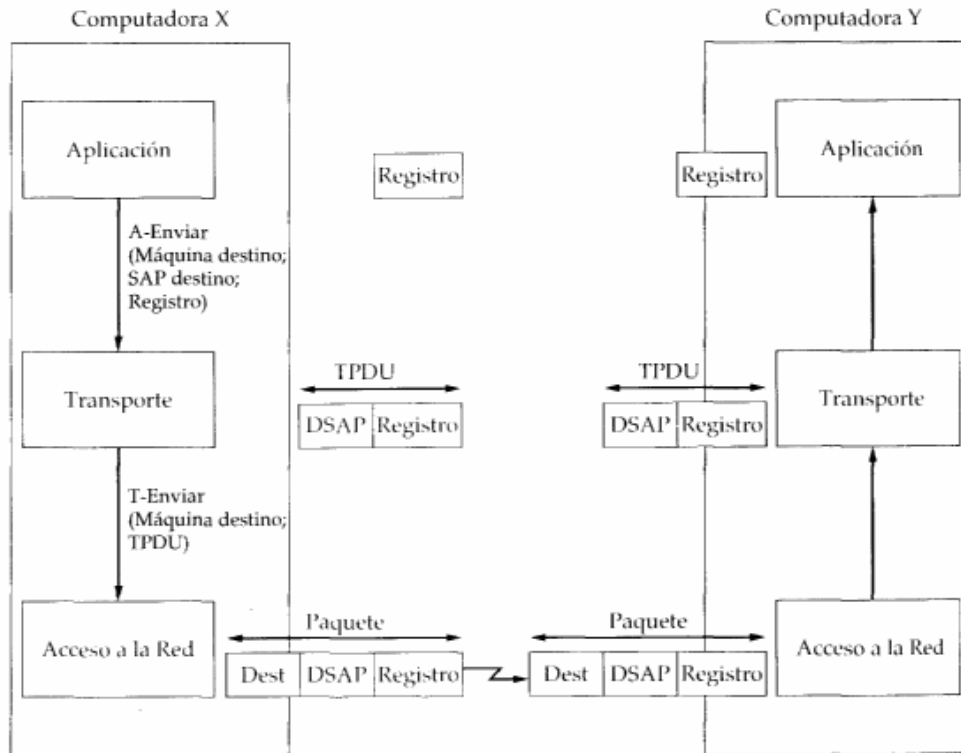 Computadora X
Computadora Y
Aplicación
Registro
Registro
Aplicación
A-Enviar
(Máquina destino;
SAP destino;
Registro)
TPDU
TPDU
Transporte
DSAP
Registro
DSAP
Registro
Transporte
T-Enviar
(Máquina destino;
TPDU)
Paquete
Paquete
Acceso a la Red
Dest
DSAP
Registro
Dest
DSAP
Registro
Acceso a la Red